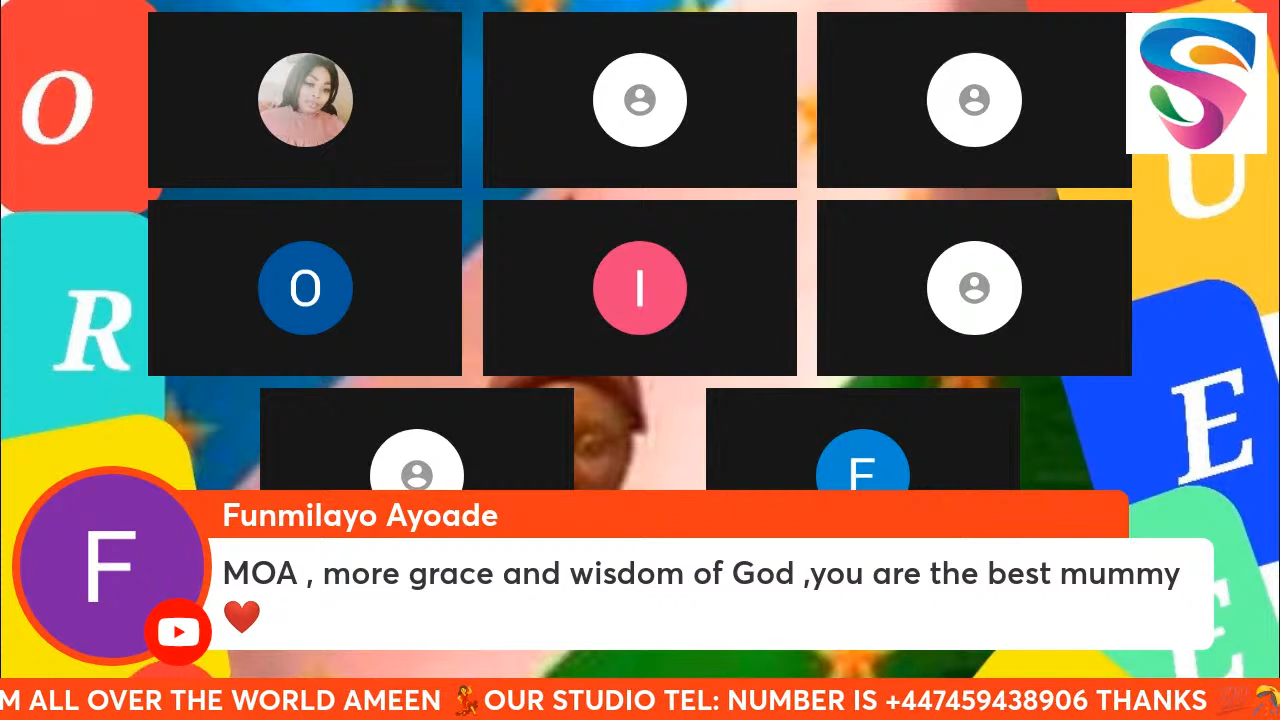 O
U
R
O
I
E
F
E
F
Funmilayo Ayoade
MOA , more grace and wisdom of God ,you are the best mummy
❤️
M ALL OVER THE WORLD AMEEN 💃OUR STUDIO TEL: NUMBER IS +447459438906 THANKS